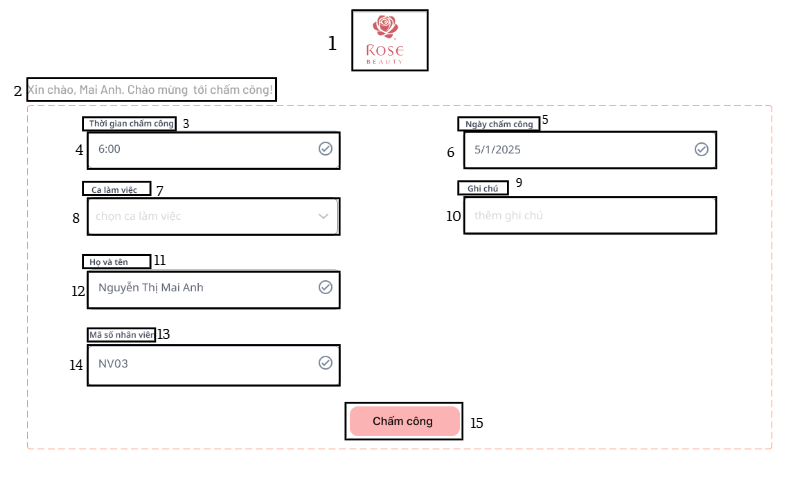 1
ROSE
BEAUTY
2
Xin chào, Mai Anh. Chào mừng tới chấm công!
Thời gian chấm công 3
Ngày chấm công 5
4 6:00
6 5/1/2025
Ca làm việc 7
Ghi chú 9
8 chọn ca làm việc
10 thêm ghi chú
Họ và tên 11
12 Nguyễn Thị Mai Anh
Mã số nhân viên 13
14 NV03
Chấm công 15